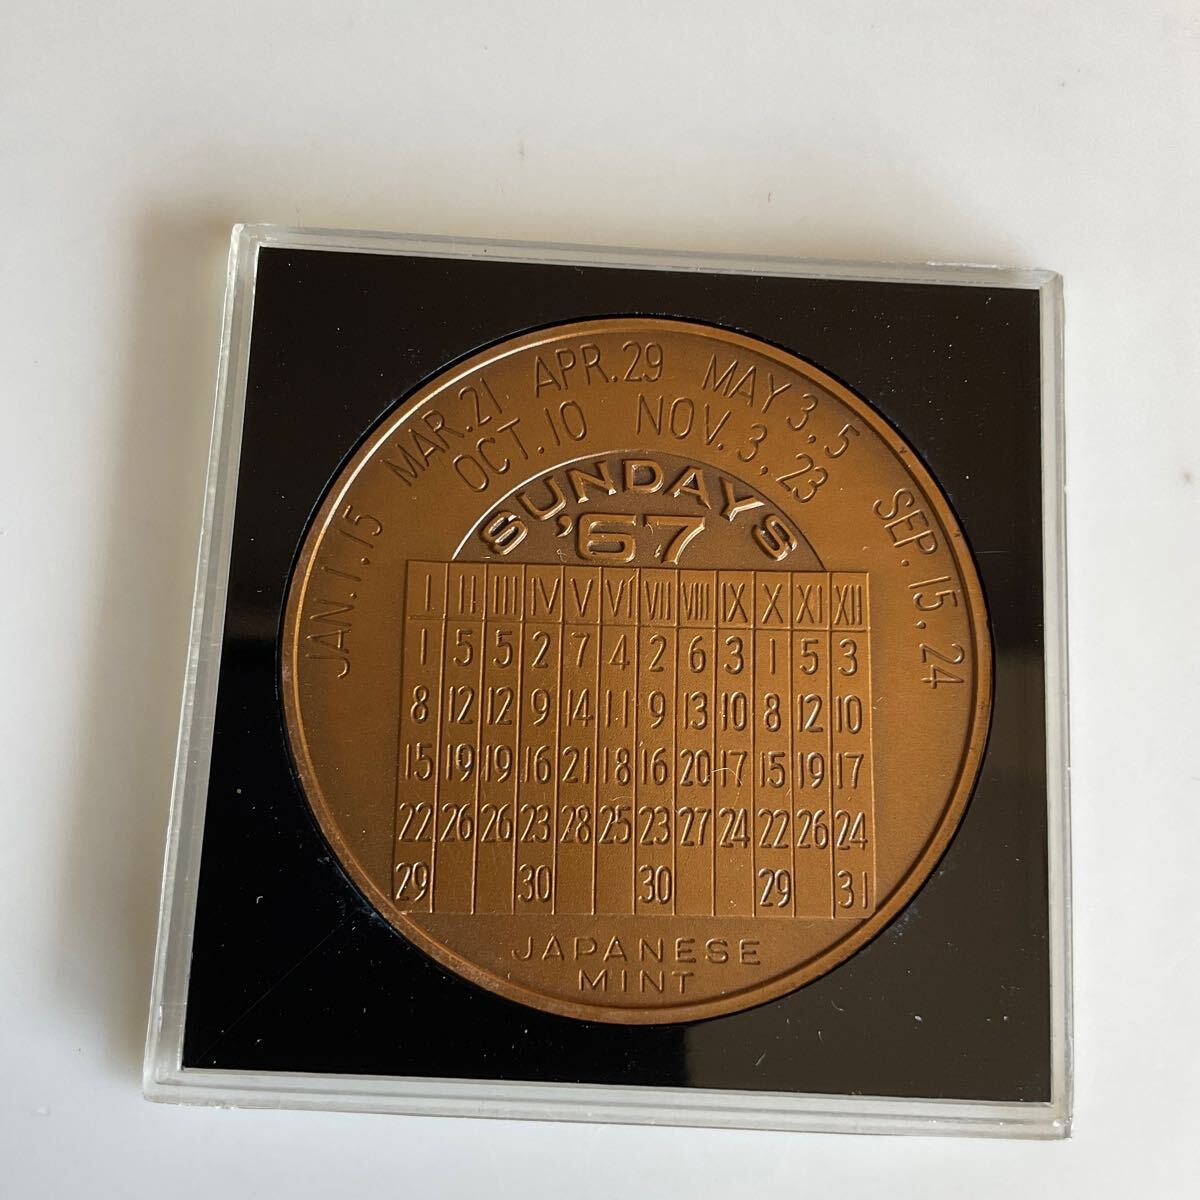 JAN. 1. 15 MAR. 21. APR. 29 MAY 3, 5 SEP. 15, 24
OCT. 10 NOV. 3, 23
SUNDAYS
'67
I II III IV V VI VII VIII IX X XI XII
1 5 5 2 7 4 2 6 3 1 5 3
8 12 12 9 14 11 9 13 10 8 12 10
15 19 19 16 21 18 16 20 17 15 19 17
22 26 26 23 28 25 23 27 24 22 26 24
29 30 30 29 31
JAPANESE
MINT